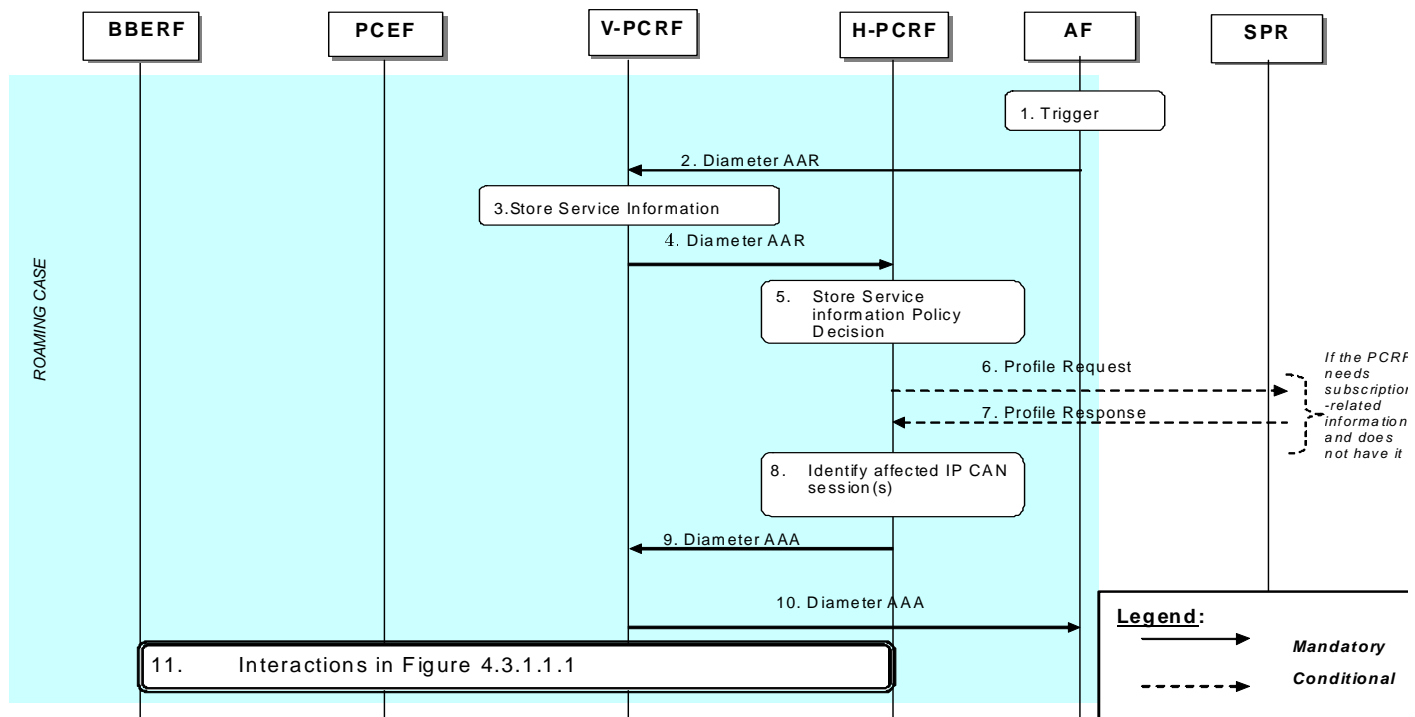 BBERF
PCEF
V-PCRF
H-PCRF
AF
SPR
1. Trigger
2. Diameter AAR
3.Store Service Information
4. Diameter AAR
ROAMING CASE
5. Store Service
information Policy
Decision
6. Profile Request
7. Profile Response
If the PCRF
needs
subscription
-related
information
and does
not have it
8. Identify affected IP CAN
session(s)
9. Diameter AAA
10. Diameter AAA
11. Interactions in Figure 4.3.1.1.1
Legend:
Mandatory
Conditional